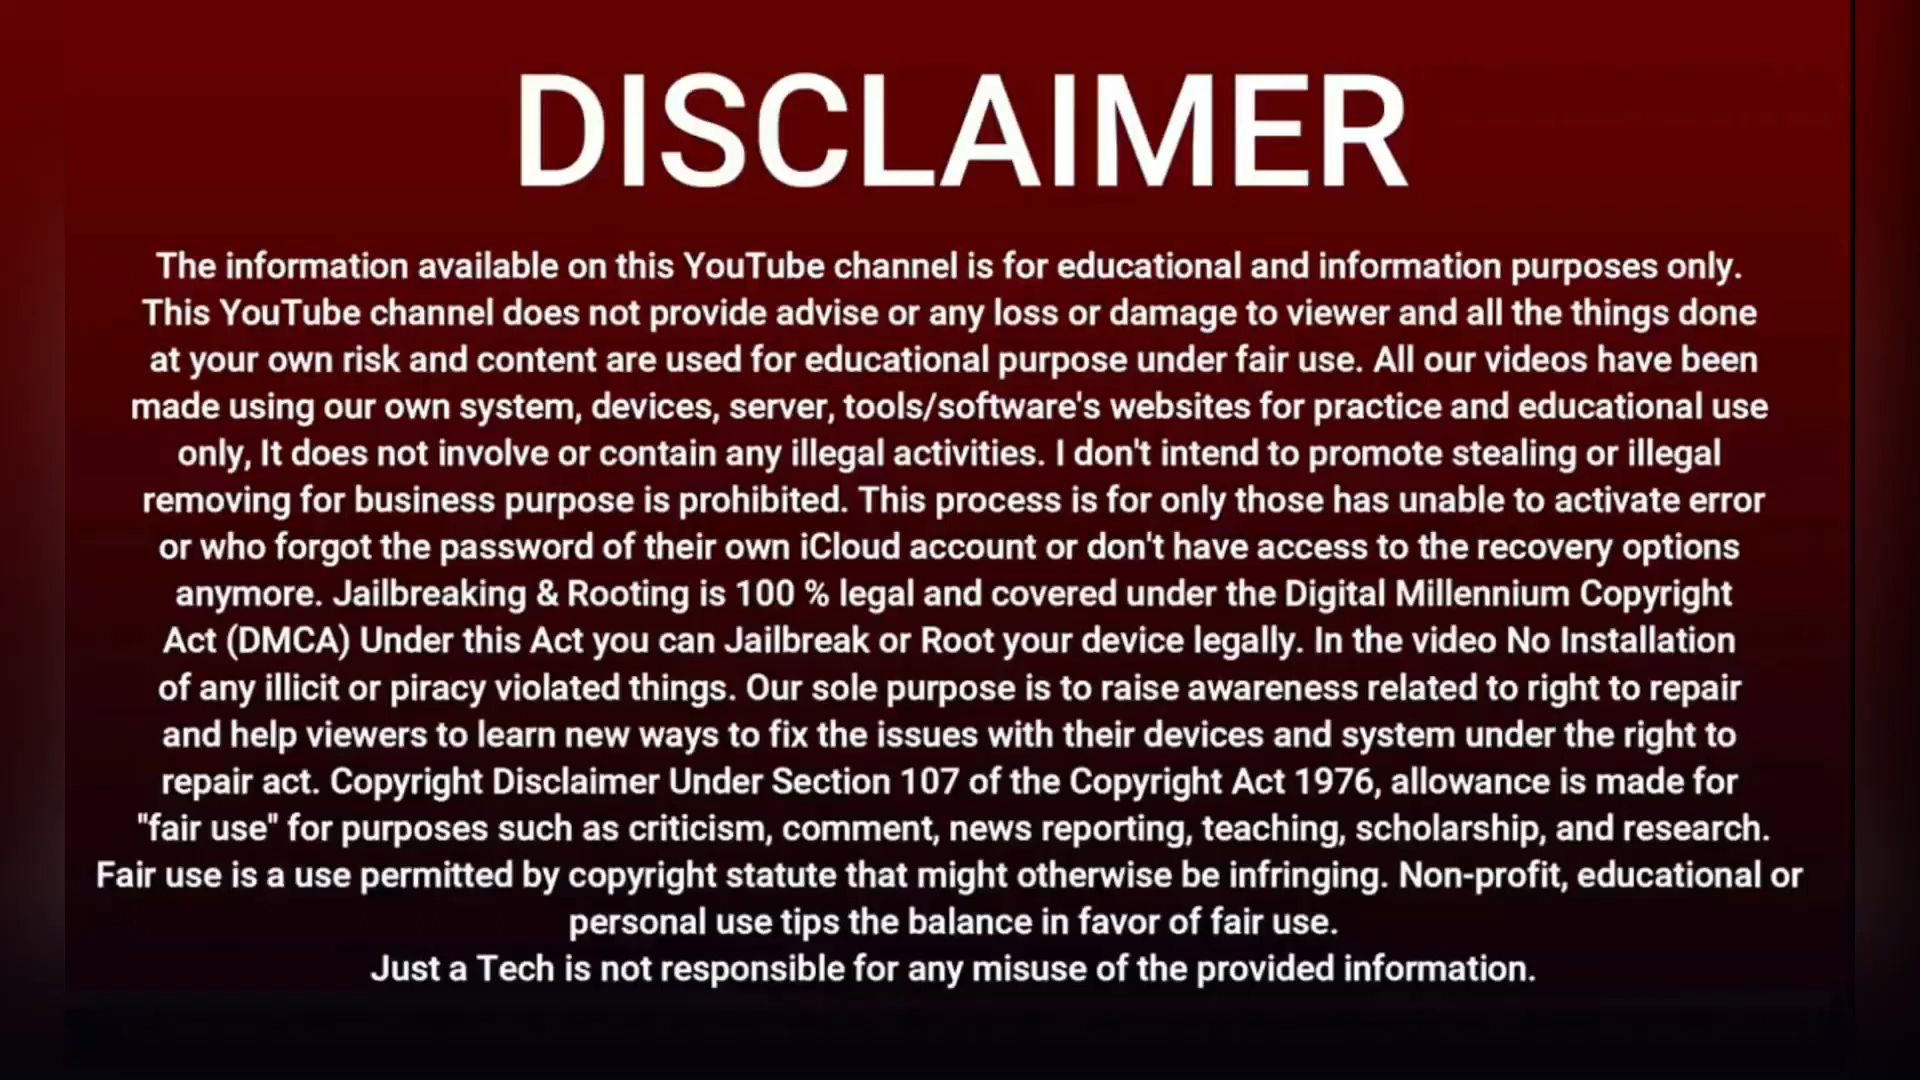 DISCLAIMER
The information available on this YouTube channel is for educational and information purposes only.
This YouTube channel does not provide advise or any loss or damage to viewer and all the things done
at your own risk and content are used for educational purpose under fair use. All our videos have been
made using our own system, devices, server, tools/software's websites for practice and educational use
only, It does not involve or contain any illegal activities. I don't intend to promote stealing or illegal
removing for business purpose is prohibited. This process is for only those has unable to activate error
or who forgot the password of their own iCloud account or don't have access to the recovery options
anymore. Jailbreaking & Rooting is 100 % legal and covered under the Digital Millennium Copyright
Act (DMCA) Under this Act you can Jailbreak or Root your device legally. In the video No Installation
of any illicit or piracy violated things. Our sole purpose is to raise awareness related to right to repair
and help viewers to learn new ways to fix the issues with their devices and system under the right to
repair act. Copyright Disclaimer Under Section 107 of the Copyright Act 1976, allowance is made for
"fair use" for purposes such as criticism, comment, news reporting, teaching, scholarship, and research.
Fair use is a use permitted by copyright statute that might otherwise be infringing. Non-profit, educational or
personal use tips the balance in favor of fair use.
Just a Tech is not responsible for any misuse of the provided information.